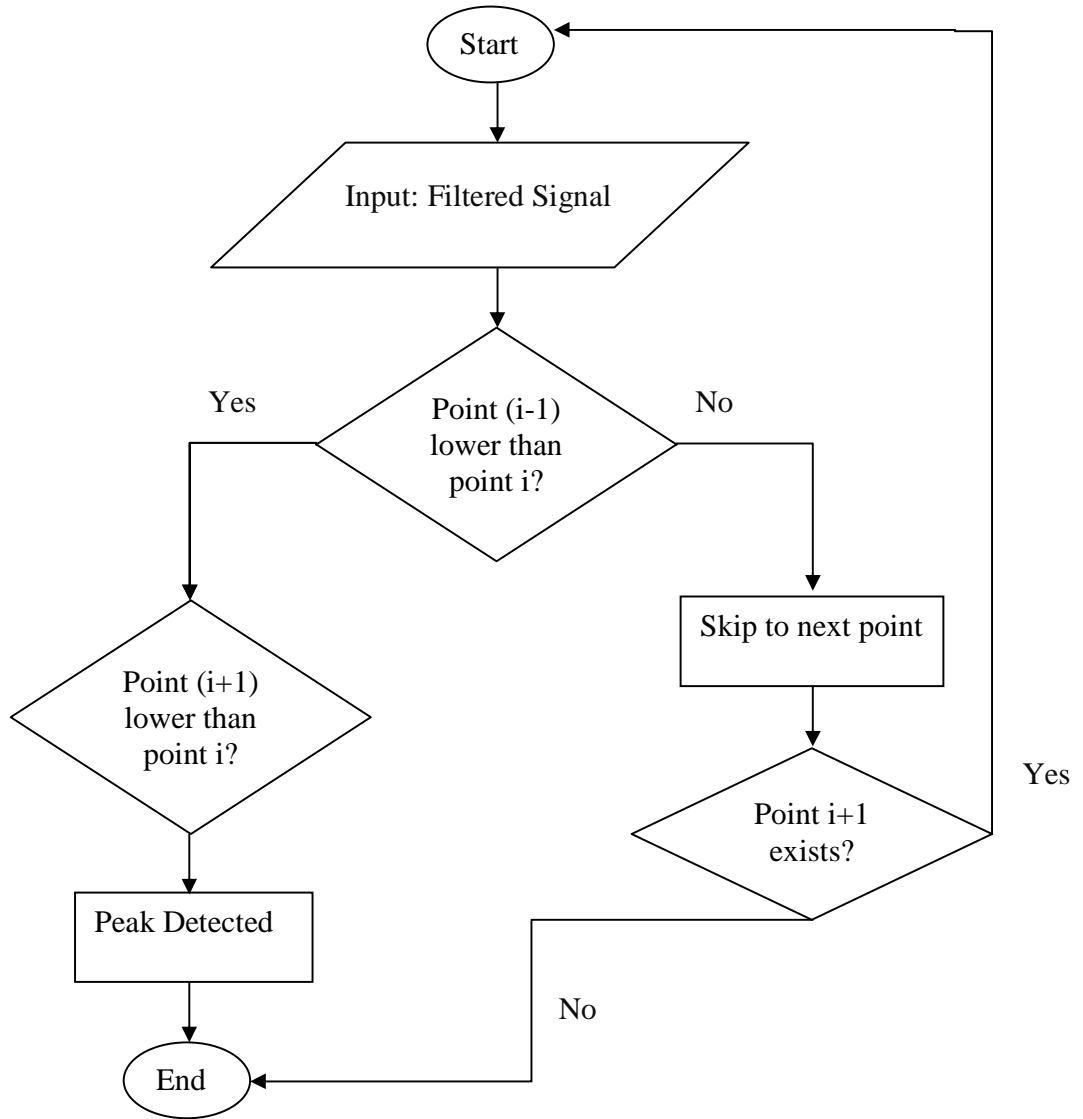 Start
Input: Filtered Signal
Yes
Point (i-1)
lower than
point i?
No
Skip to next point
Point (i+1)
lower than
point i?
Yes
Point i+1
exists?
Peak Detected
No
End